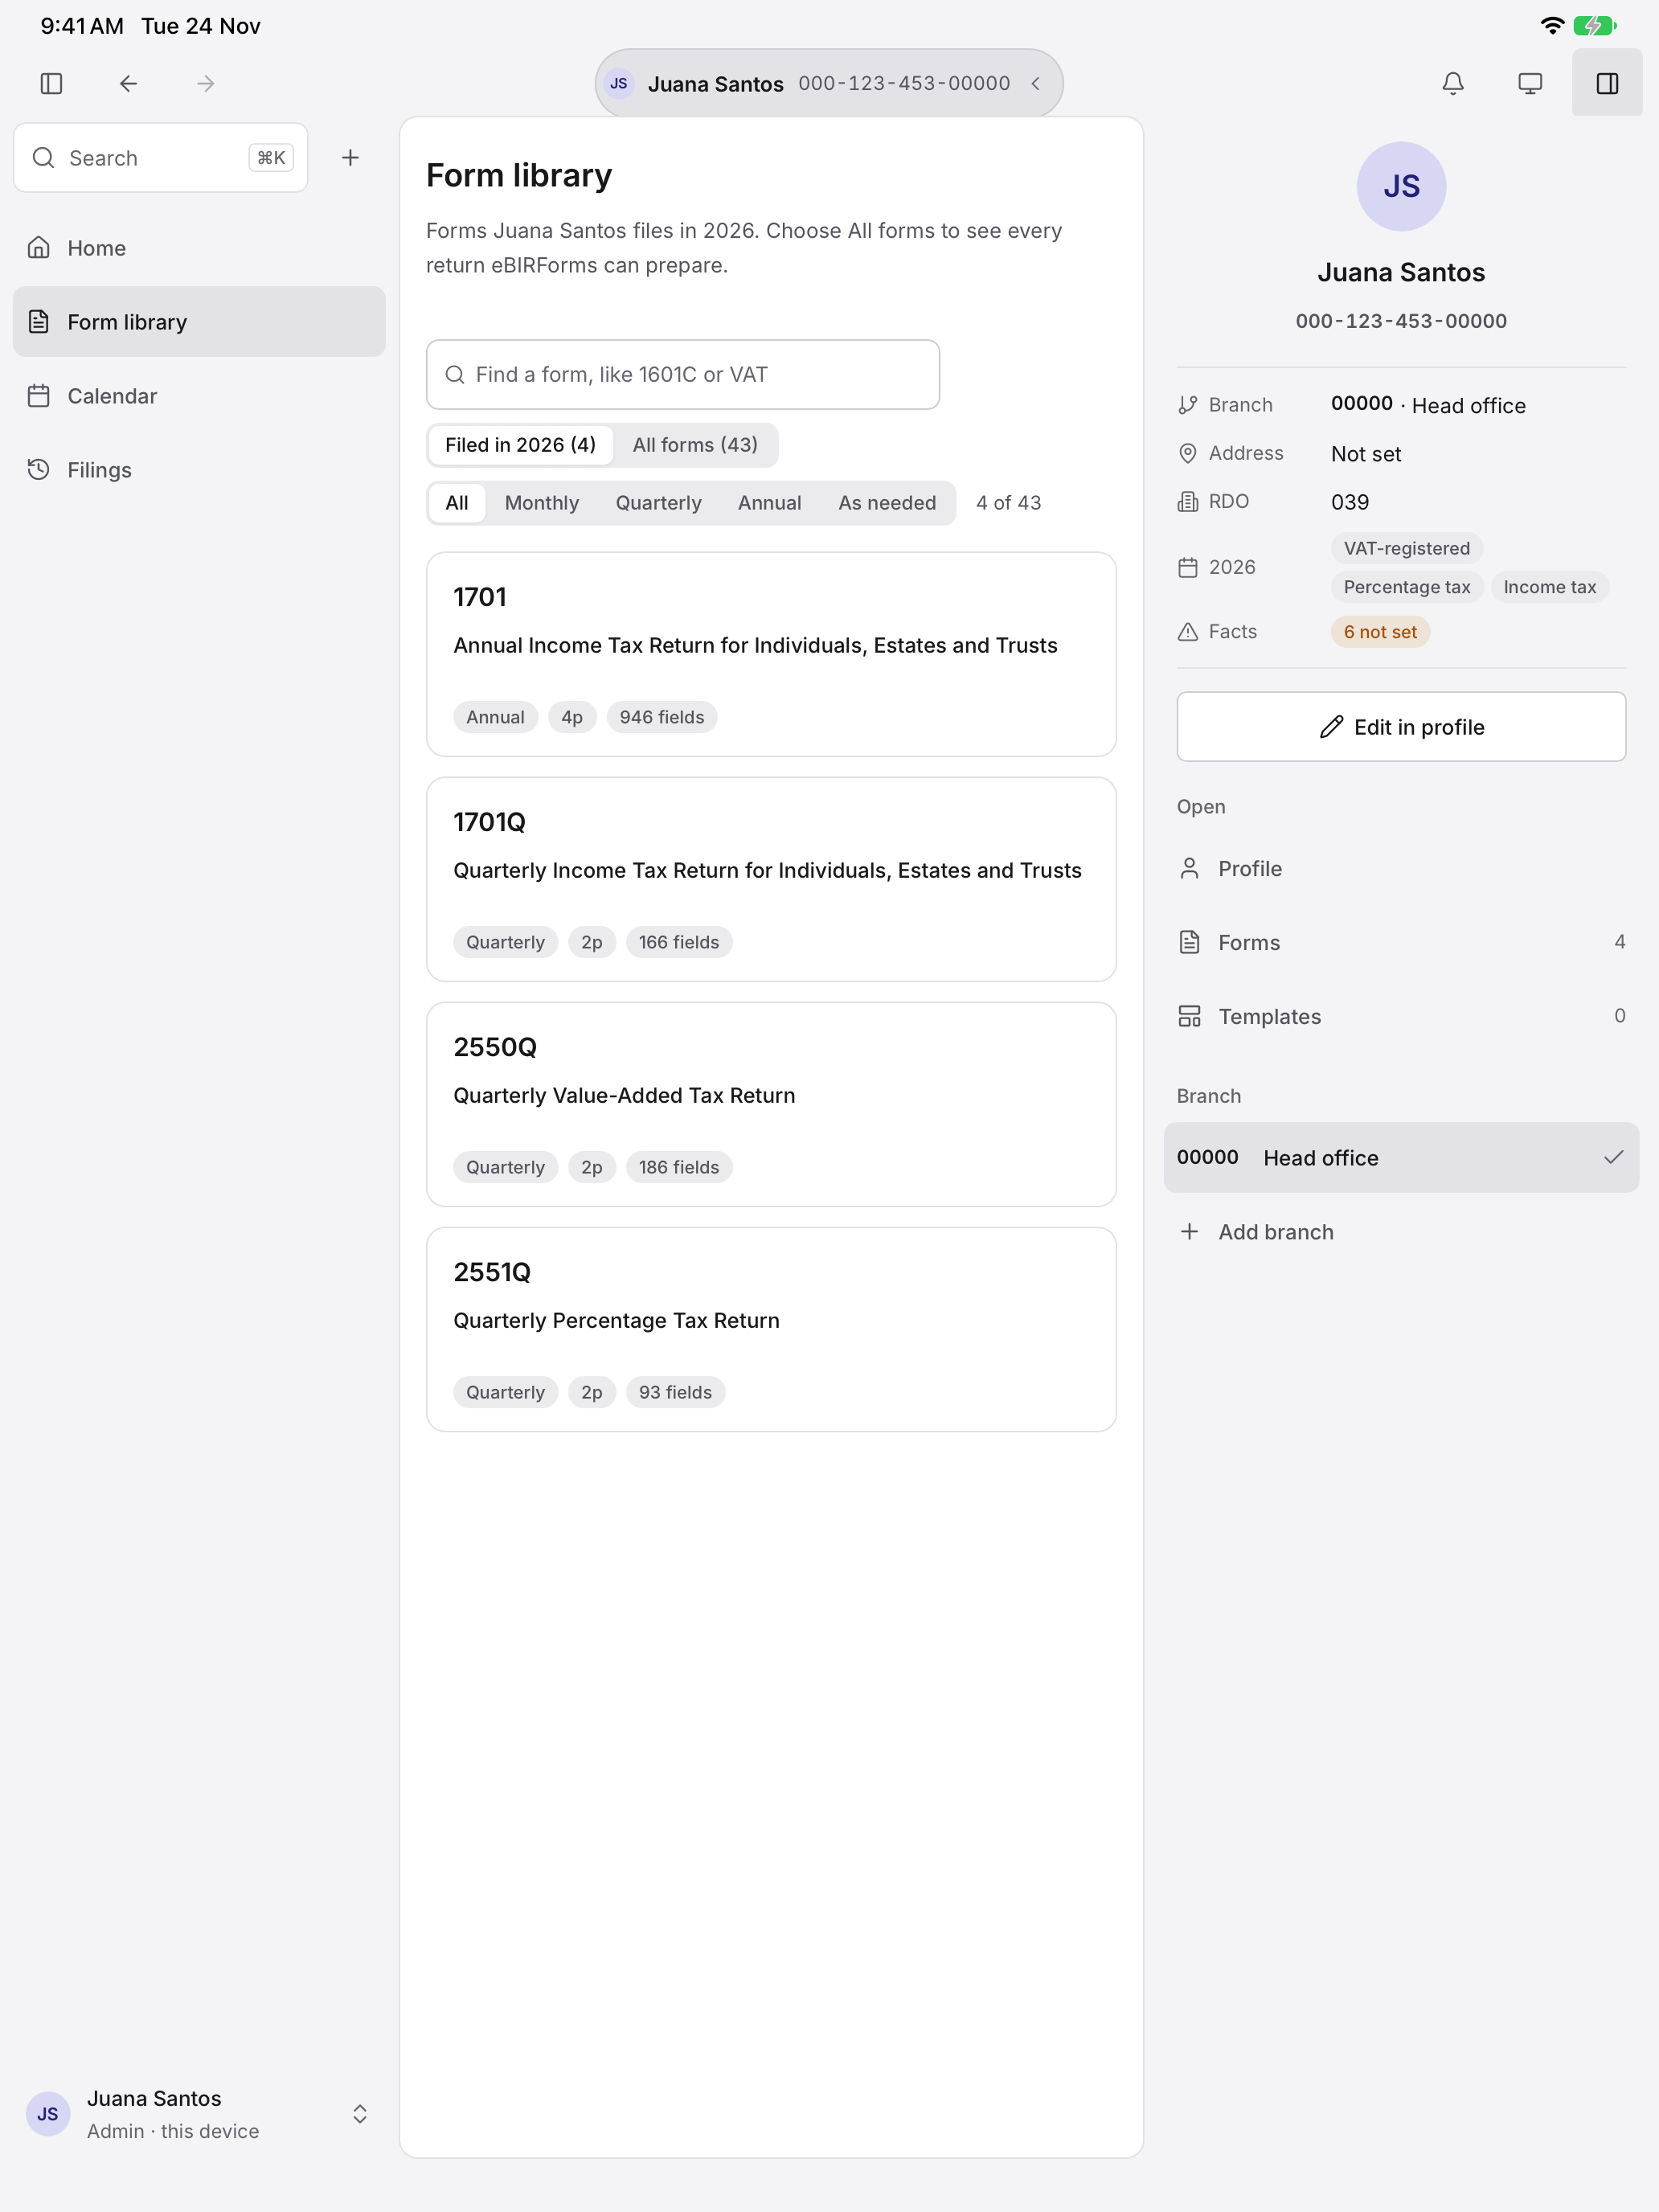 9:41 AM Tue 24 Nov
JS Juana Santos 000-123-453-00000
Search ⌘K
Home
Form library
Calendar
Filings
Form library
Forms Juana Santos files in 2026. Choose All forms to see every
return eBIRForms can prepare.
Find a form, like 1601C or VAT
Filed in 2026 (4) All forms (43)
All Monthly Quarterly Annual As needed 4 of 43
1701
Annual Income Tax Return for Individuals, Estates and Trusts
Annual 4p 946 fields
1701Q
Quarterly Income Tax Return for Individuals, Estates and Trusts
Quarterly 2p 166 fields
2550Q
Quarterly Value-Added Tax Return
Quarterly 2p 186 fields
2551Q
Quarterly Percentage Tax Return
Quarterly 2p 93 fields
JS
Juana Santos
000-123-453-00000
Branch 00000 · Head office
Address Not set
RDO 039
2026 VAT-registered
Percentage tax Income tax
Facts 6 not set
Edit in profile
Open
Profile
Forms 4
Templates 0
Branch
00000 Head office
Add branch
JS
Juana Santos
Admin · this device